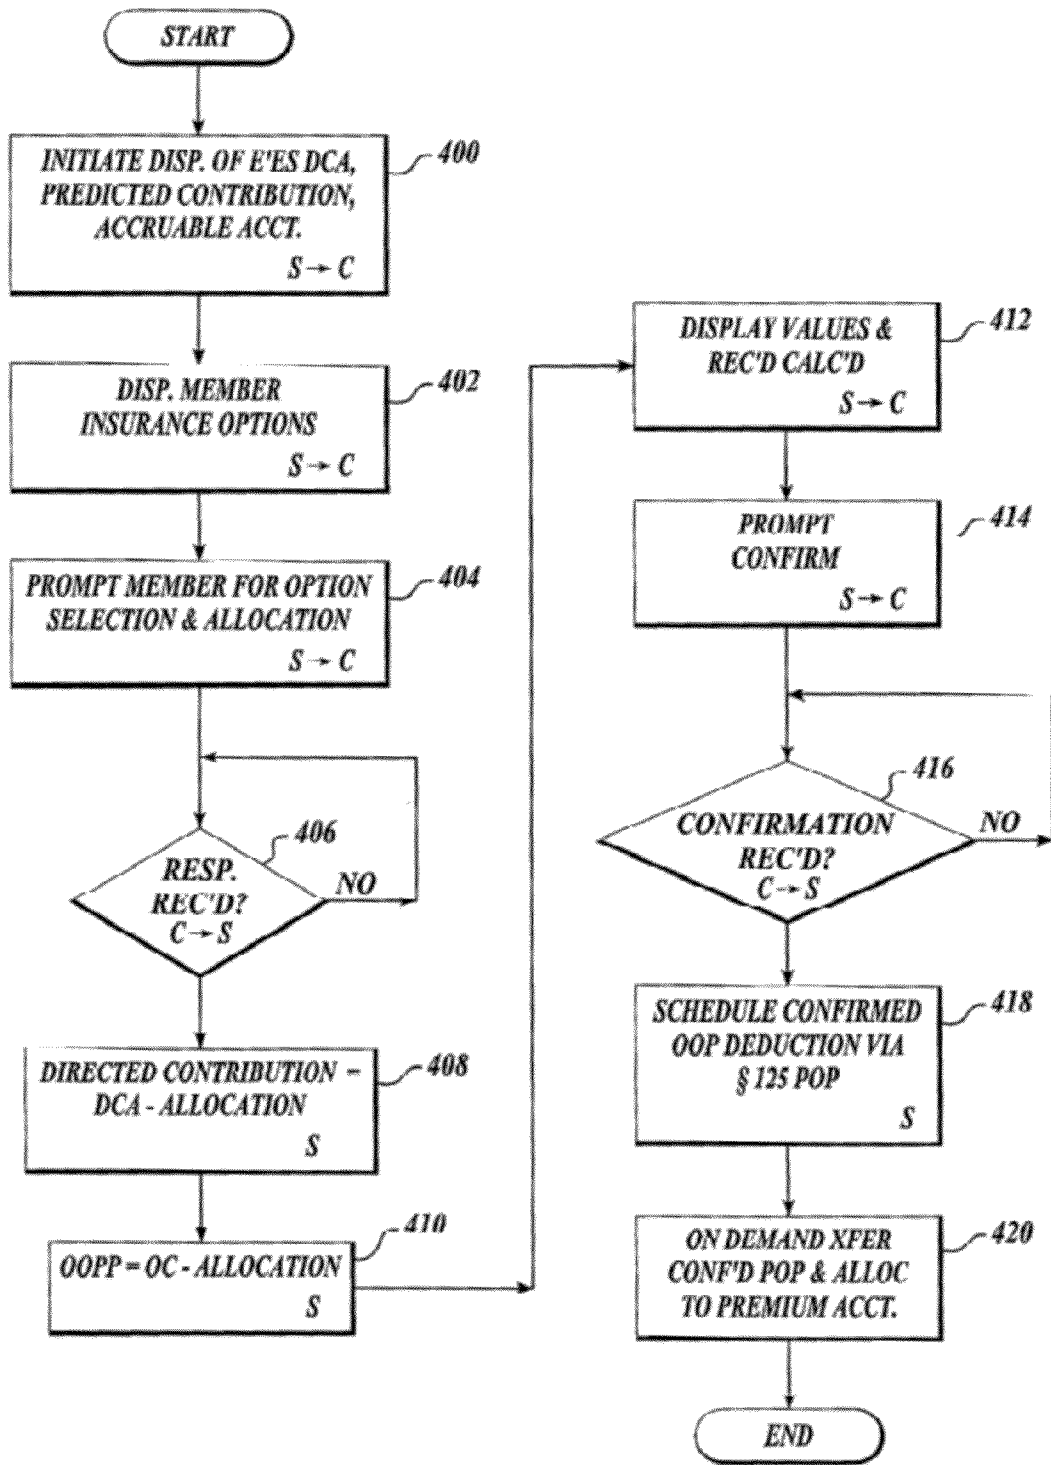 START
INITIATE DISP. OF E'ES DCA,
PREDICTED CONTRIBUTION,
ACCRUABLE ACCT.
S → C
400
DISP. MEMBER
INSURANCE OPTIONS
S → C
402
PROMPT MEMBER FOR OPTION
SELECTION & ALLOCATION
S → C
404
RESP.
REC'D?
C → S
406
NO
DIRECTED CONTRIBUTION =
DCA - ALLOCATION
S
408
OOPP = OC - ALLOCATION
S
410
DISPLAY VALUES &
REC'D CALC'D
S → C
412
PROMPT
CONFIRM
S → C
414
CONFIRMATION
REC'D?
C → S
416
NO
SCHEDULE CONFIRMED
OOP DEDUCTION VIA
§ 125 POP
S
418
ON DEMAND XFER
CONF'D POP & ALLOC
TO PREMIUM ACCT.
420
END